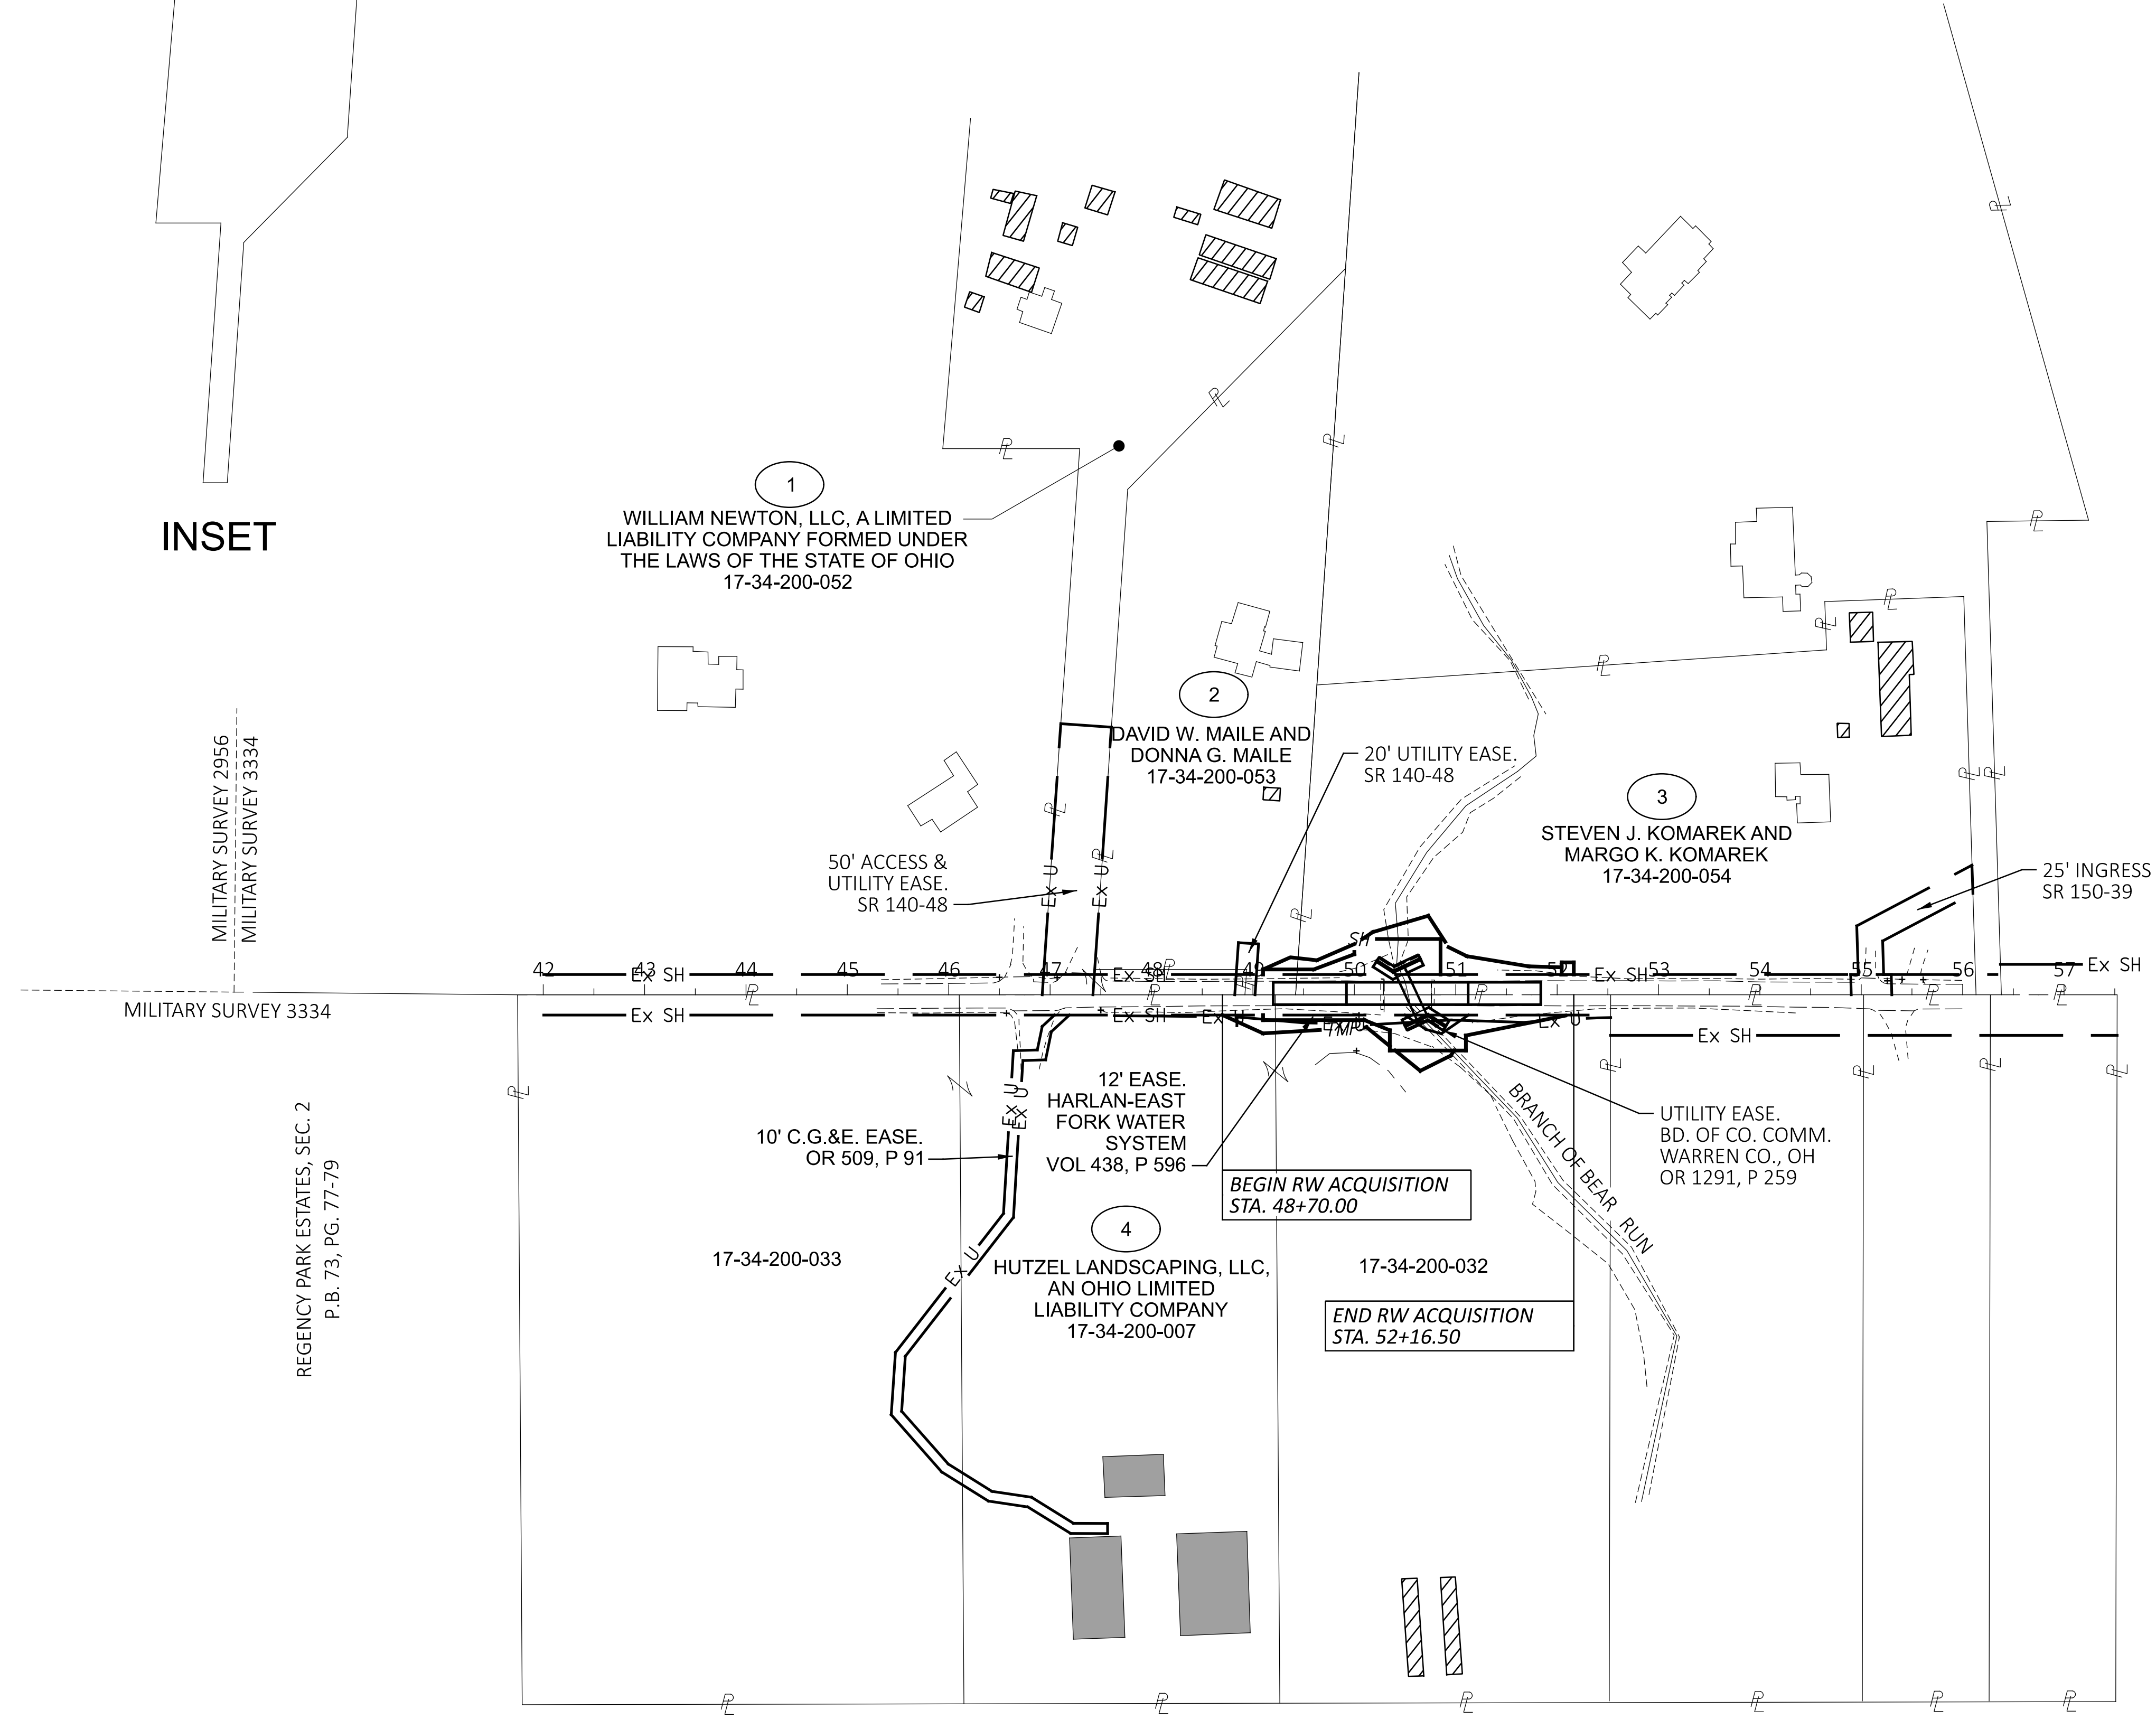 INSET
1
WILLIAM NEWTON, LLC, A LIMITED
LIABILITY COMPANY FORMED UNDER
THE LAWS OF THE STATE OF OHIO
17-34-200-052
2
DAVID W. MAILE AND
DONNA G. MAILE
17-34-200-053
20' UTILITY EASE.
SR 140-48
3
STEVEN J. KOMAREK AND
MARGO K. KOMAREK
17-34-200-054
50' ACCESS &
UTILITY EASE.
SR 140-48
25' INGRESS
SR 150-39
MILITARY SURVEY 2956
MILITARY SURVEY 3334
Ex U
Ex U
SH
42 43 44 45 46 47 48 49 50 51 52 53 54 55 56 57
Ex SH
Ex SH
Ex SH
Ex SH
MILITARY SURVEY 3334
Ex SH
Ex SH
Ex U
Ex U
TMP
Ex U
Ex SH
Ex U
Ex U
12' EASE.
HARLAN-EAST
FORK WATER
SYSTEM
VOL 438, P 596
10' C.G.&E. EASE.
OR 509, P 91
UTILITY EASE.
BD. OF CO. COMM.
WARREN CO., OH
OR 1291, P 259
BRANCH OF BEAR RUN
REGENCY PARK ESTATES, SEC. 2
P.B. 73, PG. 77-79
BEGIN RW ACQUISITION
STA. 48+70.00
Ex U
17-34-200-033
4
HUTZEL LANDSCAPING, LLC,
AN OHIO LIMITED
LIABILITY COMPANY
17-34-200-007
17-34-200-032
END RW ACQUISITION
STA. 52+16.50